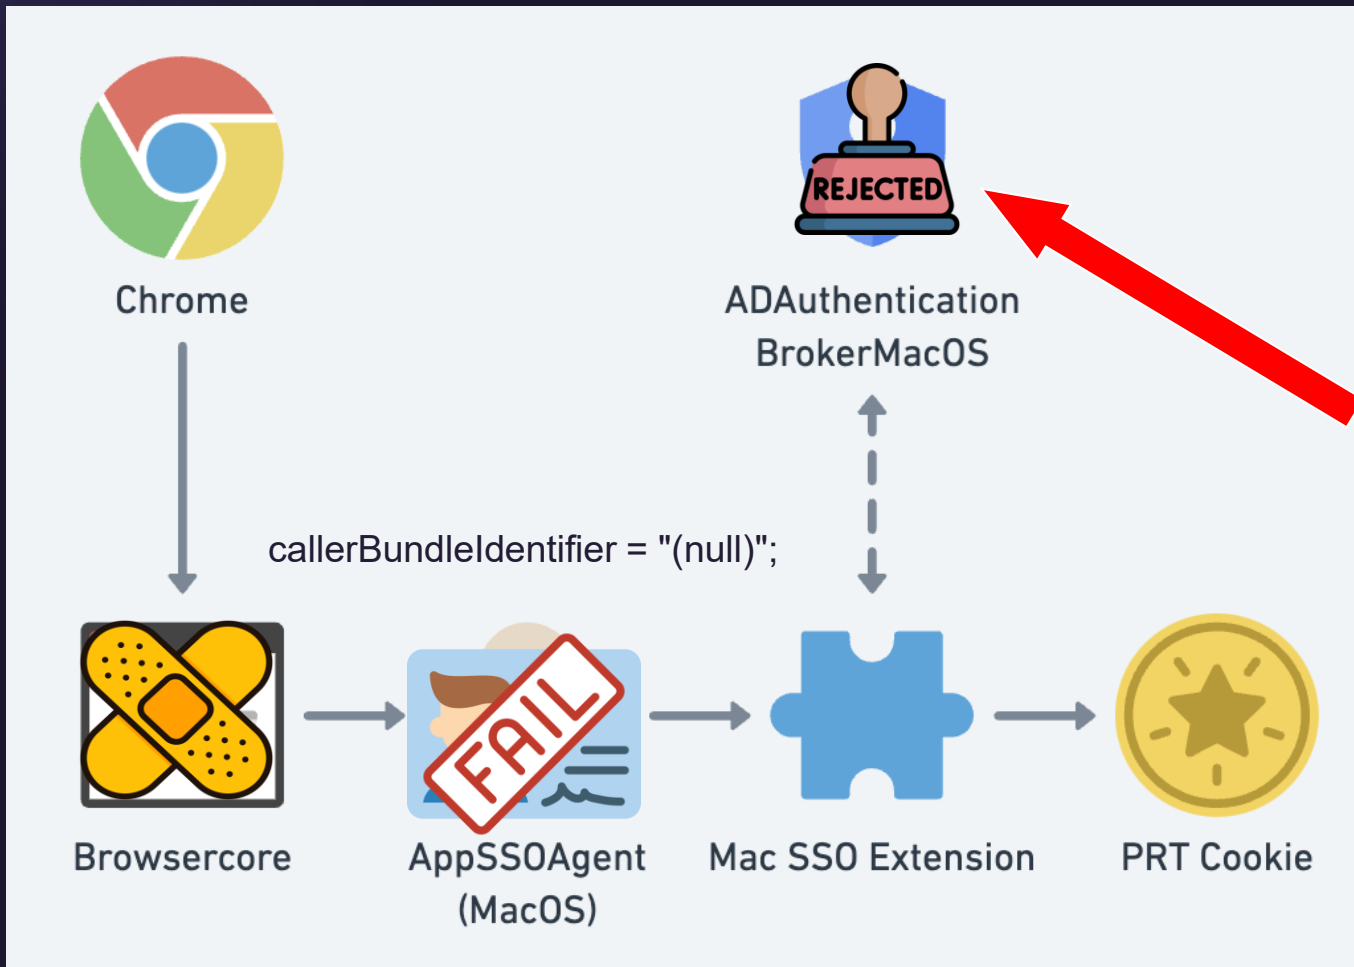 REJECTED
Chrome
ADAuthentication
BrokerMacOS
callerBundleIdentifier = "(null)";
FAIL
Browsercore
AppSSOAgent
(MacOS)
Mac SSO Extension
PRT Cookie